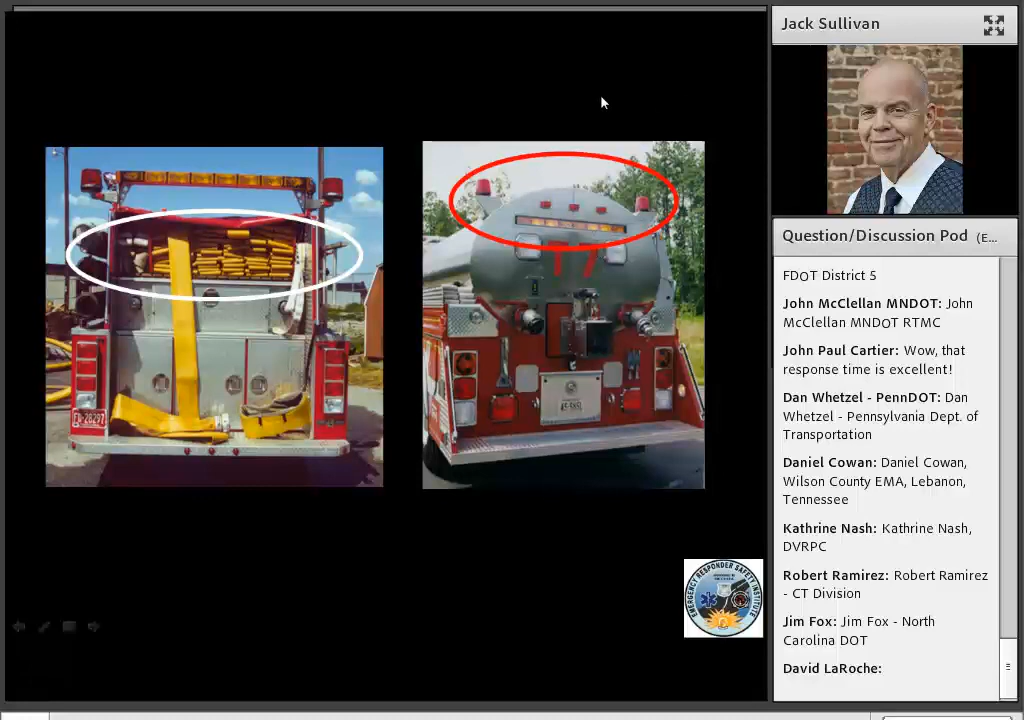 Jack Sullivan
Question/Discussion Pod (E...
FDOT District 5
John McClellan MNDOT: John
McClellan MNDOT RTMC
John Paul Cartier: Wow, that
response time is excellent!
Dan Whetzel - PennDOT: Dan
Whetzel - Pennsylvania Dept. of
Transportation
Daniel Cowan: Daniel Cowan,
Wilson County EMA, Lebanon,
Tennessee
Kathrine Nash: Kathrine Nash,
DVRPC
Robert Ramirez: Robert Ramirez
- CT Division
Jim Fox: Jim Fox - North
Carolina DOT
David LaRoche:
T7
EMERGENCY RESPONDER SAFETY INSTITUTE